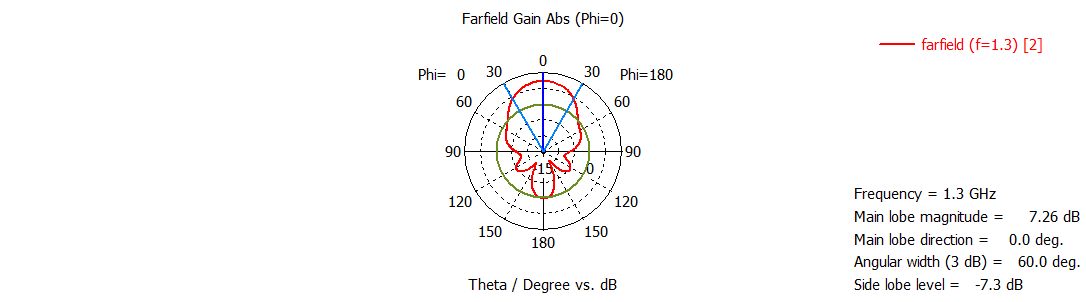 Farfield Gain Abs (Phi=0)
farfield (f=1.3) [2]
Phi= 0
30
0
30
Phi=180
60
60
90
90
-15
0
120
120
150
150
180
Theta / Degree vs. dB
Frequency = 1.3 GHz
Main lobe magnitude = 7.26 dB
Main lobe direction = 0.0 deg.
Angular width (3 dB) = 60.0 deg.
Side lobe level = -7.3 dB